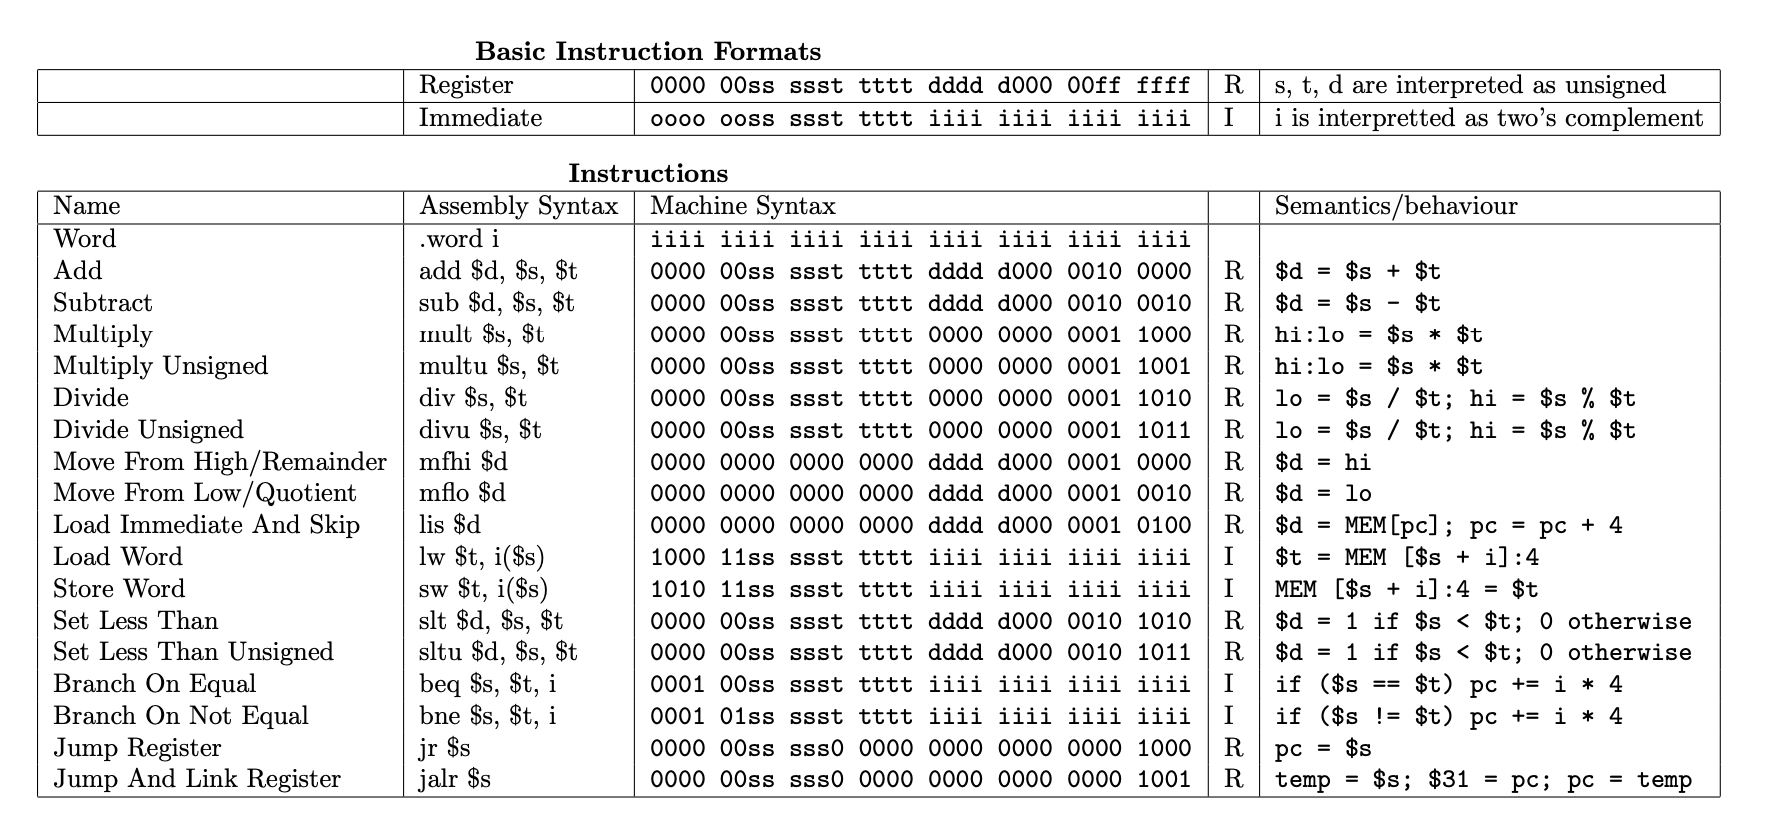 Basic Instruction Formats
Register 0000 00ss ssst tttt dddd d000 00ff ffff R s, t, d are interpreted as unsigned
Immediate oooo ooss ssst tttt iiii iiii iiii iiii I i is interpretted as two's complement
Instructions
Name Assembly Syntax Machine Syntax Semantics/behaviour
Word .word i iiii iiii iiii iiii iiii iiii iiii iiii
Add add $d, $s, $t 0000 00ss ssst tttt dddd d000 0010 0000 R $d = $s + $t
Subtract sub $d, $s, $t 0000 00ss ssst tttt dddd d000 0010 0010 R $d = $s - $t
Multiply mult $s, $t 0000 00ss ssst tttt 0000 0000 0001 1000 R hi:lo = $s * $t
Multiply Unsigned multu $s, $t 0000 00ss ssst tttt 0000 0000 0001 1001 R hi:lo = $s * $t
Divide div $s, $t 0000 00ss ssst tttt 0000 0000 0001 1010 R lo = $s / $t; hi = $s % $t
Divide Unsigned divu $s, $t 0000 00ss ssst tttt 0000 0000 0001 1011 R lo = $s / $t; hi = $s % $t
Move From High/Remainder mfhi $d 0000 0000 0000 0000 dddd d000 0001 0000 R $d = hi
Move From Low/Quotient mflo $d 0000 0000 0000 0000 dddd d000 0001 0010 R $d = lo
Load Immediate And Skip lis $d 0000 0000 0000 0000 dddd d000 0001 0100 R $d = MEM[pc]; pc = pc + 4
Load Word lw $t, i($s) 1000 11ss ssst tttt iiii iiii iiii iiii I $t = MEM [$s + i]:4
Store Word sw $t, i($s) 1010 11ss ssst tttt iiii iiii iiii iiii I MEM [$s + i]:4 = $t
Set Less Than slt $d, $s, $t 0000 00ss ssst tttt dddd d000 0010 1010 R $d = 1 if $s < $t; 0 otherwise
Set Less Than Unsigned sltu $d, $s, $t 0000 00ss ssst tttt dddd d000 0010 1011 R $d = 1 if $s < $t; 0 otherwise
Branch On Equal beq $s, $t, i 0001 00ss ssst tttt iiii iiii iiii iiii I if ($s == $t) pc += i * 4
Branch On Not Equal bne $s, $t, i 0001 01ss ssst tttt iiii iiii iiii iiii I if ($s != $t) pc += i * 4
Jump Register jr $s 0000 00ss sss0 0000 0000 0000 0000 1000 R pc = $s
Jump And Link Register jalr $s 0000 00ss sss0 0000 0000 0000 0000 1001 R temp = $s; $31 = pc; pc = temp